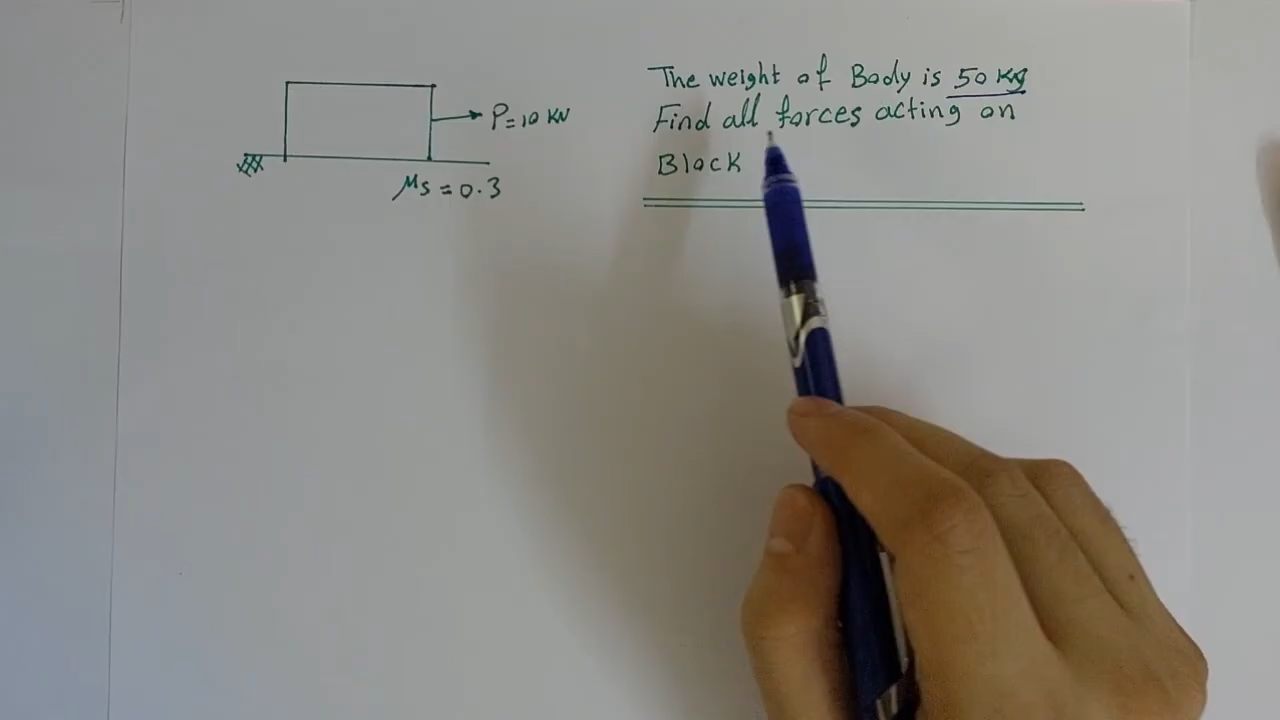 The weight of Body is 50 Kg
Find all forces acting on
Block
P=10 KN
μs = 0.3